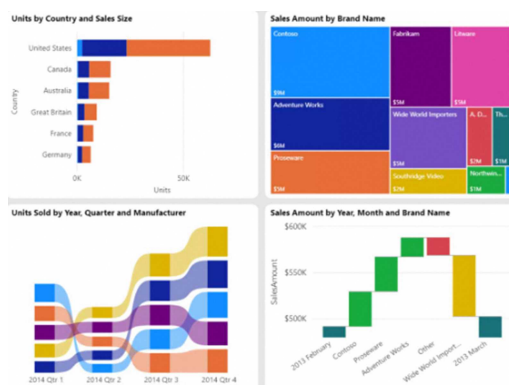 Units by Country and Sales Size
United States
Canada
Australia
Great Britain
France
Germany
Country
0K
50K
Units
Sales Amount by Brand Name
Contoso
Fabrikam
Litware
Adventure Works
$6M
Wide World Importers
A. D...
Th...
Proseware
Southridge Video
$2M
$2M
$1M
Northwin...
$1M
Units Sold by Year, Quarter and Manufacturer
2014 Qtr 1
2014 Qtr 2
2014 Qtr 3
2014 Qtr 4
Sales Amount by Year, Month and Brand Name
$600K
$550K
$500K
SalesAmount
2013 February
Contoso
Proseware
Adventure Works
Other
Wide World Import...
2013 March